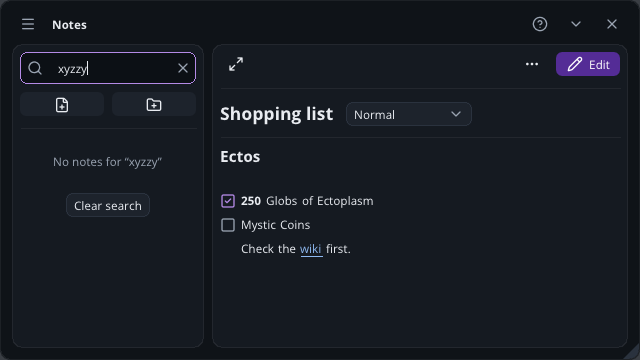 Notes
xyzzy
Edit
Shopping list
Normal
Ectos
No notes for “xyzzy”
Clear search
250 Globs of Ectoplasm
Mystic Coins
Check the wiki first.